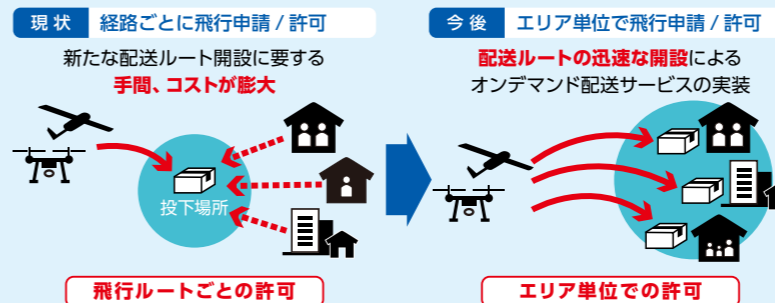 現状 経路ごとに飛行申請 / 許可
新たな配送ルート開設に要する
手間、コストが膨大
投下場所
飛行ルートごとの許可
今後 エリア単位で飛行申請 / 許可
配送ルートの迅速な開設による
オンデマンド配送サービスの実装
エリア単位での許可